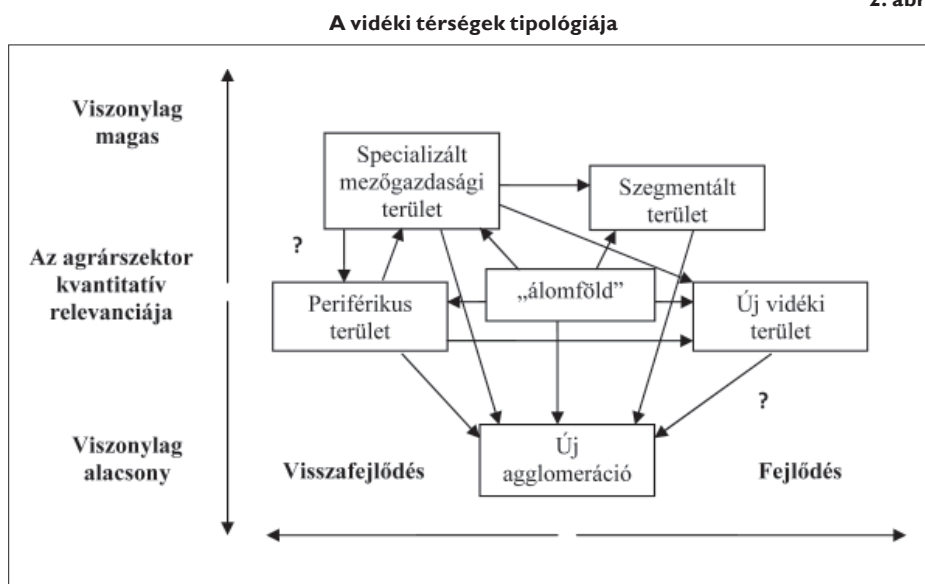 2. ábr
A vidéki térségek tipológiája
Viszonylag
magas
Specializált
mezőgazdasági
terület
Szegmentált
terület
?
Az agrárszektor
kvantitatív
relevanciája
Periférikus
terület
„álomföld”
Új vidéki
terület
?
Viszonylag
alacsony
Visszafejlődés
Új
agglomeráció
Fejlődés